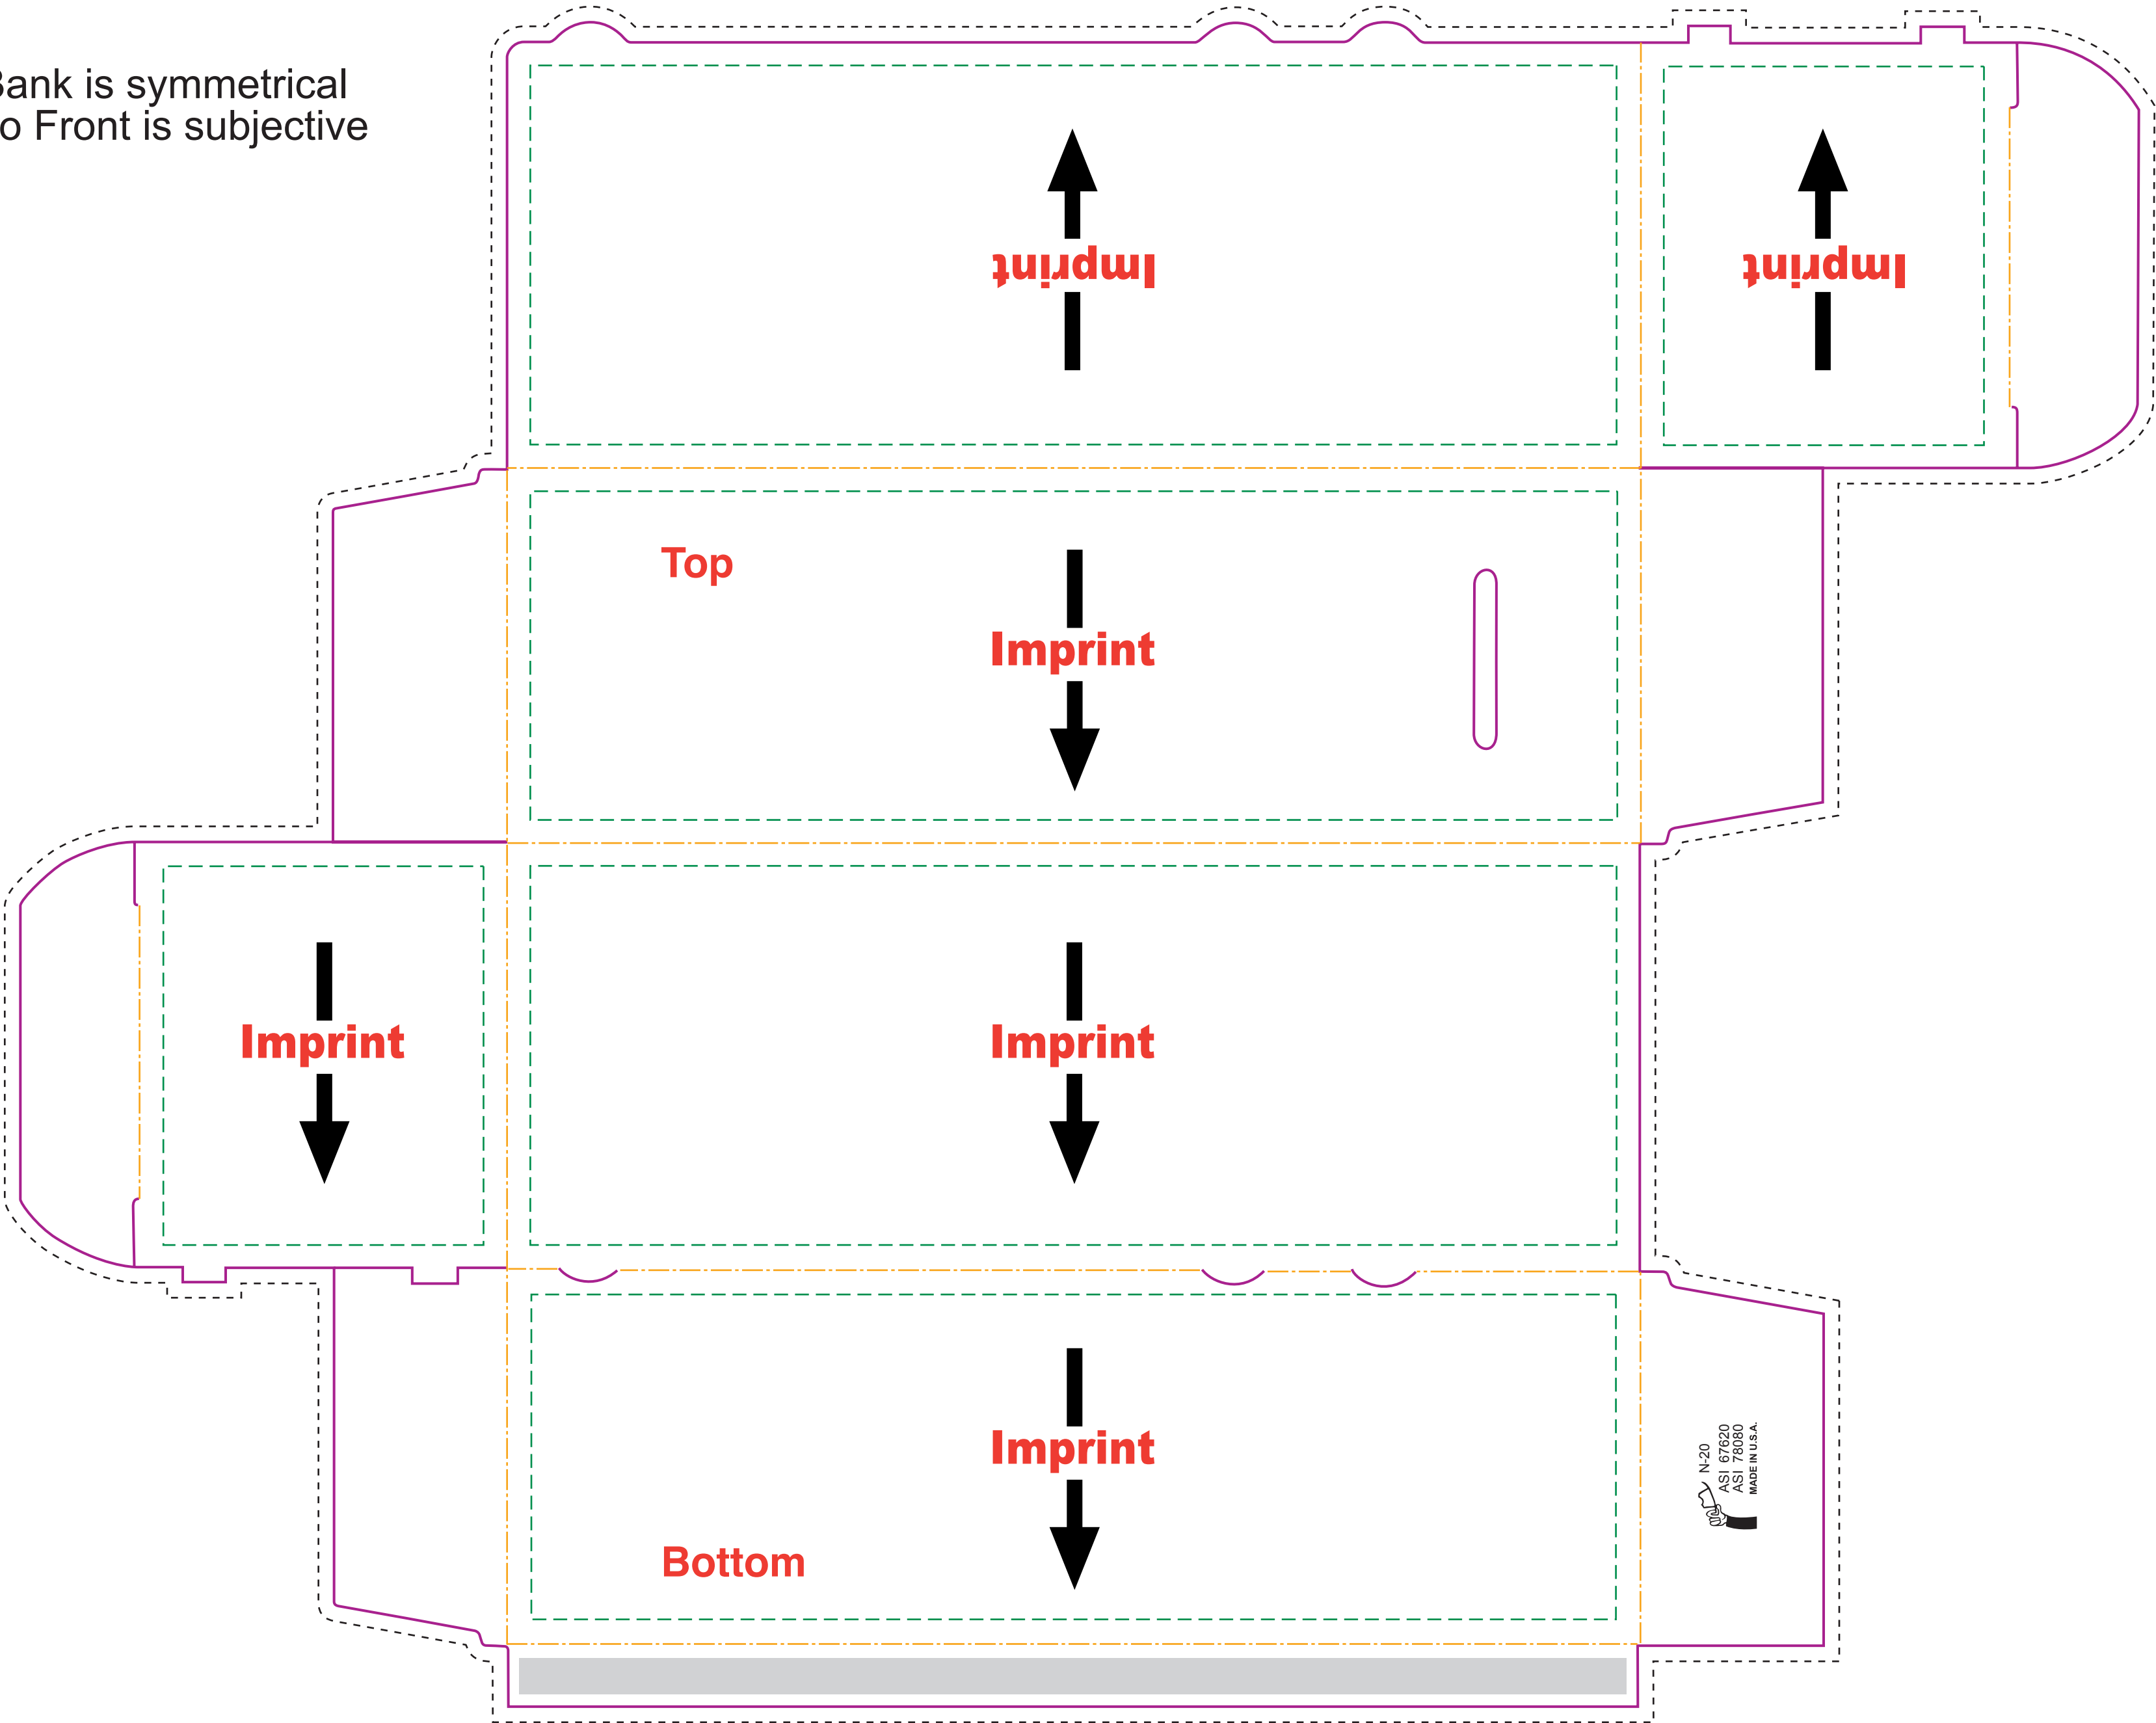 Bank is symmetrical
so Front is subjective
Imprint
Imprint
Top
Imprint
Imprint
Imprint
Imprint
Bottom
N-20
ASI 67620
ASI 78080
MADE IN U.S.A.